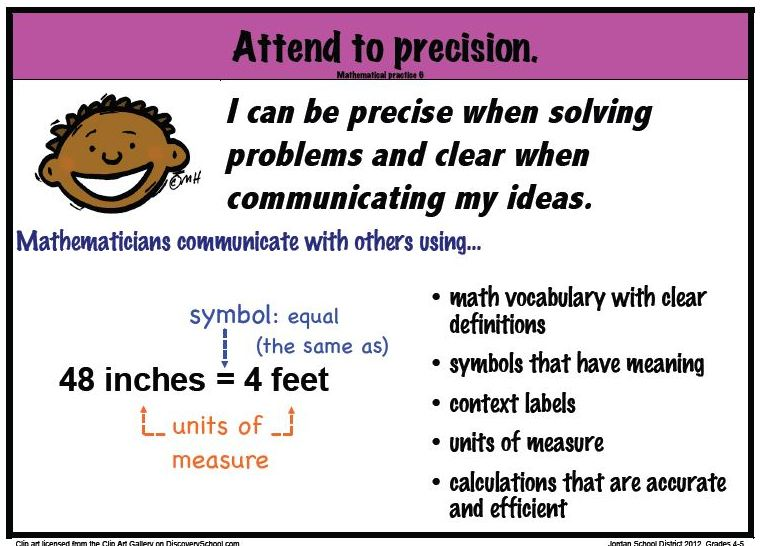 Attend to precision.
Mathematical practice 6
I can be precise when solving
problems and clear when
communicating my ideas.
©MH
Mathematicians communicate with others using...
symbol: equal
(the same as)
48 inches = 4 feet
units of
measure
• math vocabulary with clear
definitions
• symbols that have meaning
• context labels
• units of measure
• calculations that are accurate
and efficient
Clip art licensed from the Clip Art Gallery on DiscoverySchool.com
Jordan School District 2012, Grades 4-5